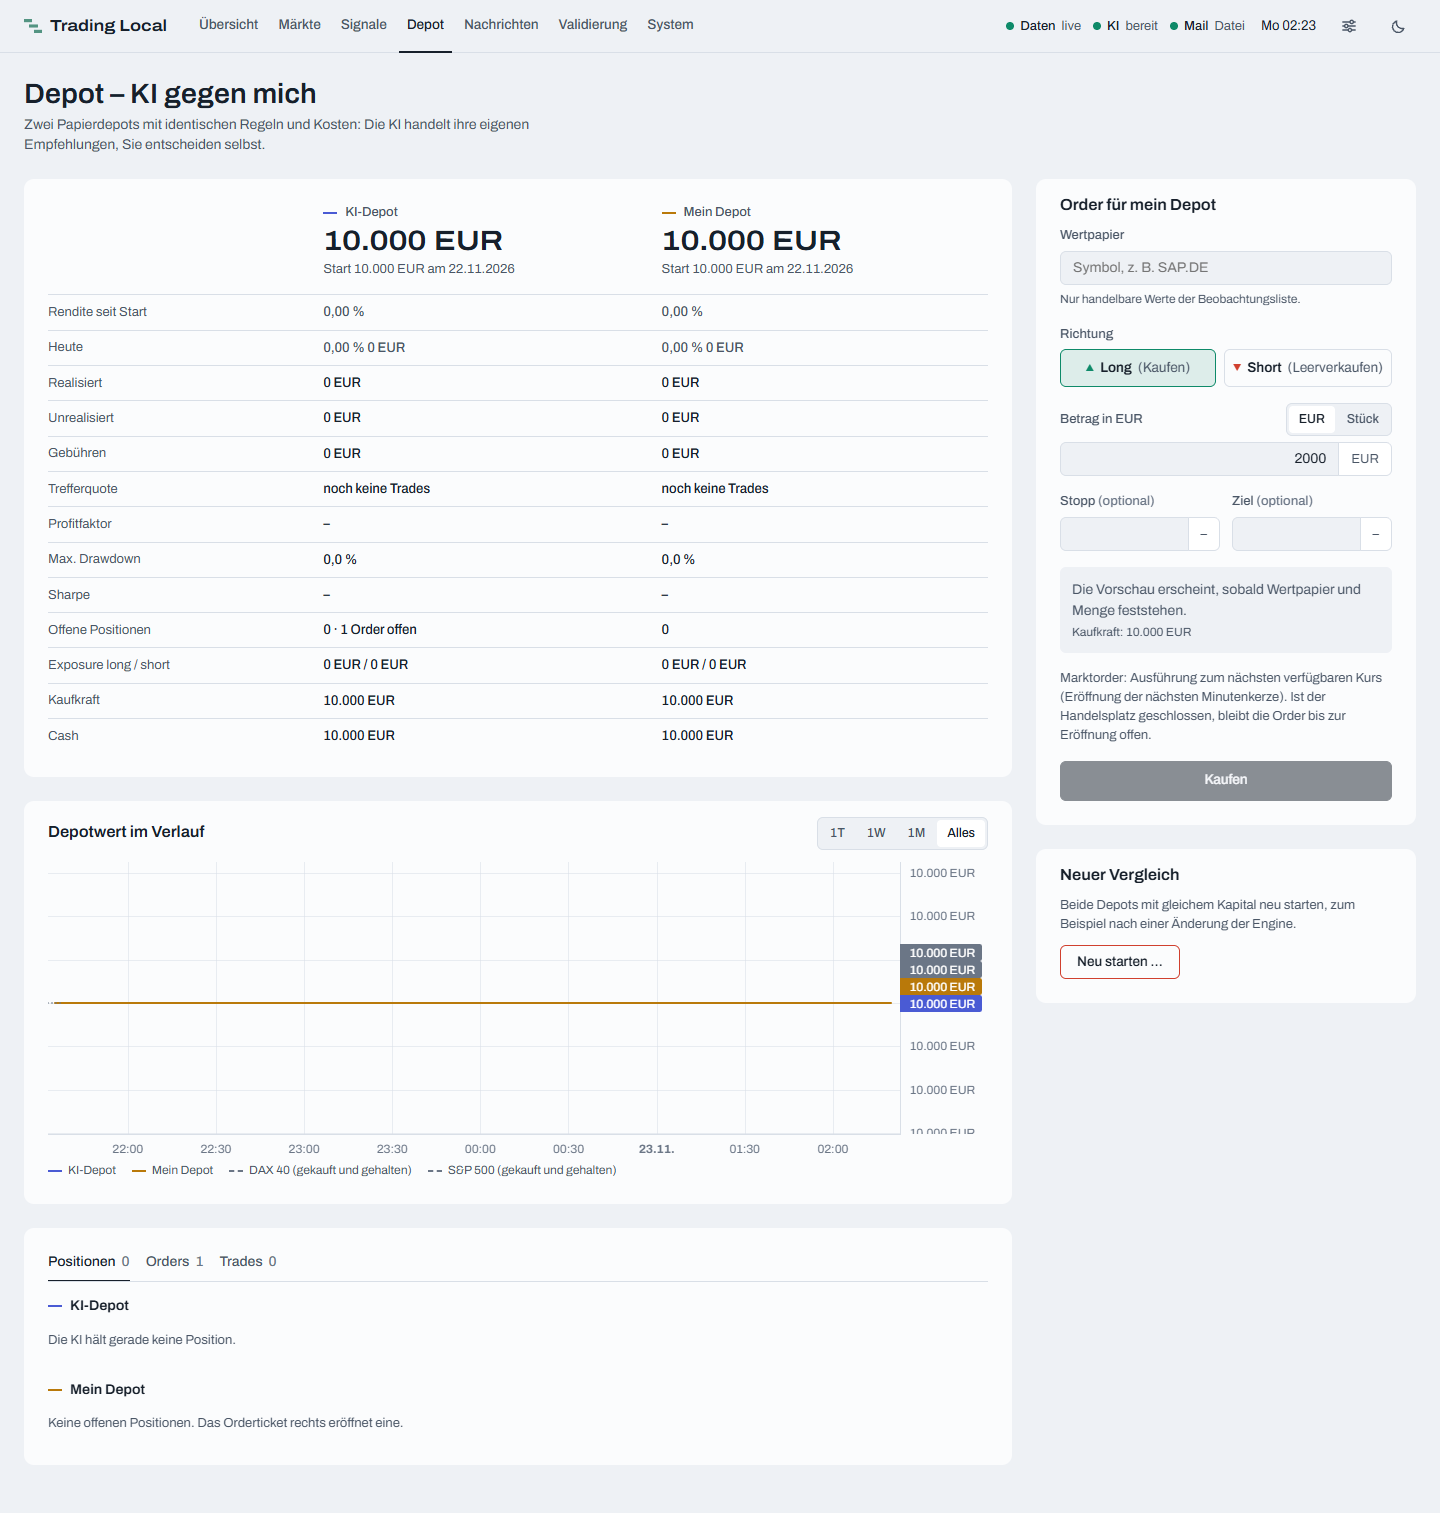 Trading Local
Übersicht Märkte Signale Depot Nachrichten Validierung System
Daten live KI bereit Mail Datei Mo 02:23
Depot – KI gegen mich
Zwei Papierdepots mit identischen Regeln und Kosten: Die KI handelt ihre eigenen
Empfehlungen, Sie entscheiden selbst.
KI-Depot Mein Depot
10.000 EUR 10.000 EUR
Start 10.000 EUR am 22.11.2026 Start 10.000 EUR am 22.11.2026
Rendite seit Start 0,00 % 0,00 %
Heute 0,00 % 0 EUR 0,00 % 0 EUR
Realisiert 0 EUR 0 EUR
Unrealisiert 0 EUR 0 EUR
Gebühren 0 EUR 0 EUR
Trefferquote noch keine Trades noch keine Trades
Profitfaktor – –
Max. Drawdown 0,0 % 0,0 %
Sharpe – –
Offene Positionen 0 · 1 Order offen 0
Exposure long / short 0 EUR / 0 EUR 0 EUR / 0 EUR
Kaufkraft 10.000 EUR 10.000 EUR
Cash 10.000 EUR 10.000 EUR
Order für mein Depot
Wertpapier
Symbol, z. B. SAP.DE
Nur handelbare Werte der Beobachtungsliste.
Richtung
▲ Long (Kaufen) ▼ Short (Leerverkaufen)
Betrag in EUR EUR Stück
2000 EUR
Stopp (optional) Ziel (optional)
– –
Die Vorschau erscheint, sobald Wertpapier und
Menge feststehen.
Kaufkraft: 10.000 EUR
Marktorder: Ausführung zum nächsten verfügbaren Kurs
(Eröffnung der nächsten Minutenkerze). Ist der
Handelsplatz geschlossen, bleibt die Order bis zur
Eröffnung offen.
Kaufen
Neuer Vergleich
Beide Depots mit gleichem Kapital neu starten, zum
Beispiel nach einer Änderung der Engine.
Neu starten …
Depotwert im Verlauf 1T 1W 1M Alles
10.000 EUR
10.000 EUR
10.000 EUR
10.000 EUR
10.000 EUR
10.000 EUR
10.000 EUR
10.000 EUR
10.000 EUR
22:00 22:30 23:00 23:30 00:00 00:30 23.11. 01:30 02:00
KI-Depot Mein Depot DAX 40 (gekauft und gehalten) S&P 500 (gekauft und gehalten)
Positionen 0 Orders 1 Trades 0
KI-Depot
Die KI hält gerade keine Position.
Mein Depot
Keine offenen Positionen. Das Orderticket rechts eröffnet eine.